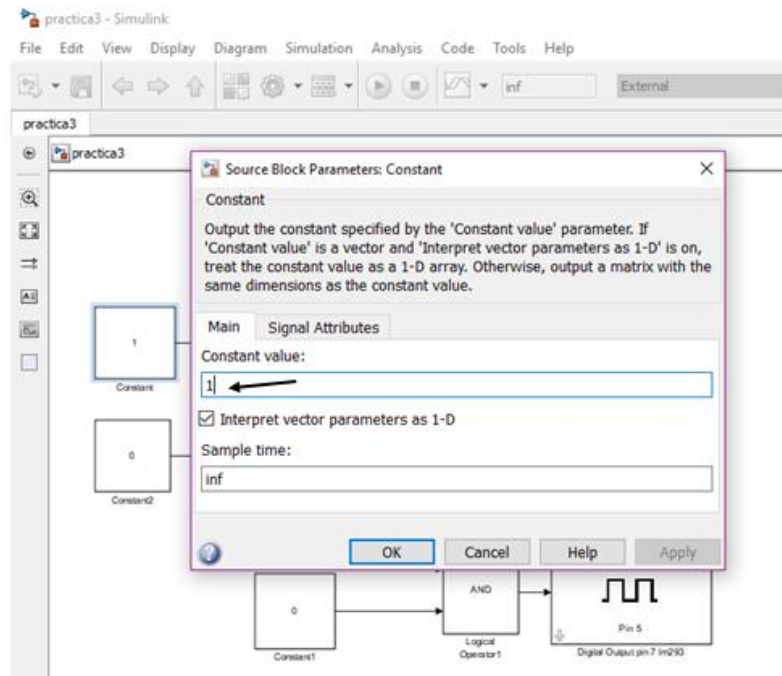 practica3 - Simulink
File Edit View Display Diagram Simulation Analysis Code Tools Help
inf
External
practica3
practica3
Source Block Parameters: Constant
Constant
Output the constant specified by the 'Constant value' parameter. If
'Constant value' is a vector and 'Interpret vector parameters as 1-D' is on,
treat the constant value as a 1-D array. Otherwise, output a matrix with the
same dimensions as the constant value.
Main Signal Attributes
Constant value:
1
Interpret vector parameters as 1-D
Sample time:
inf
OK Cancel Help Apply
1
Constant
0
Constant2
0
Constant1
AND
Logical
Operator1
Pin 5
Digital Output pin 7 lm293